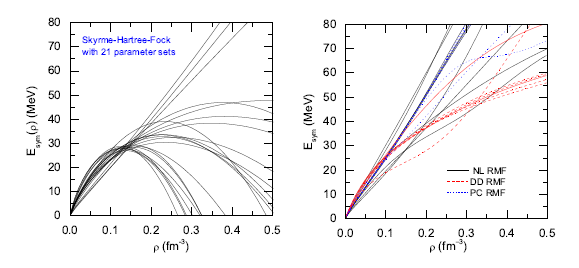 80
70
60
50
40
30
20
10
0
E_sym(ρ) (MeV)
Skyrme-Hartree-Fock
with 21 parameter sets
0.0 0.1 0.2 0.3 0.4 0.5
ρ (fm⁻³)
80
70
60
50
40
30
20
10
0
E_sym (MeV)
NL RMF
DD RMF
PC RMF
0.0 0.1 0.2 0.3 0.4 0.5
ρ (fm⁻³)